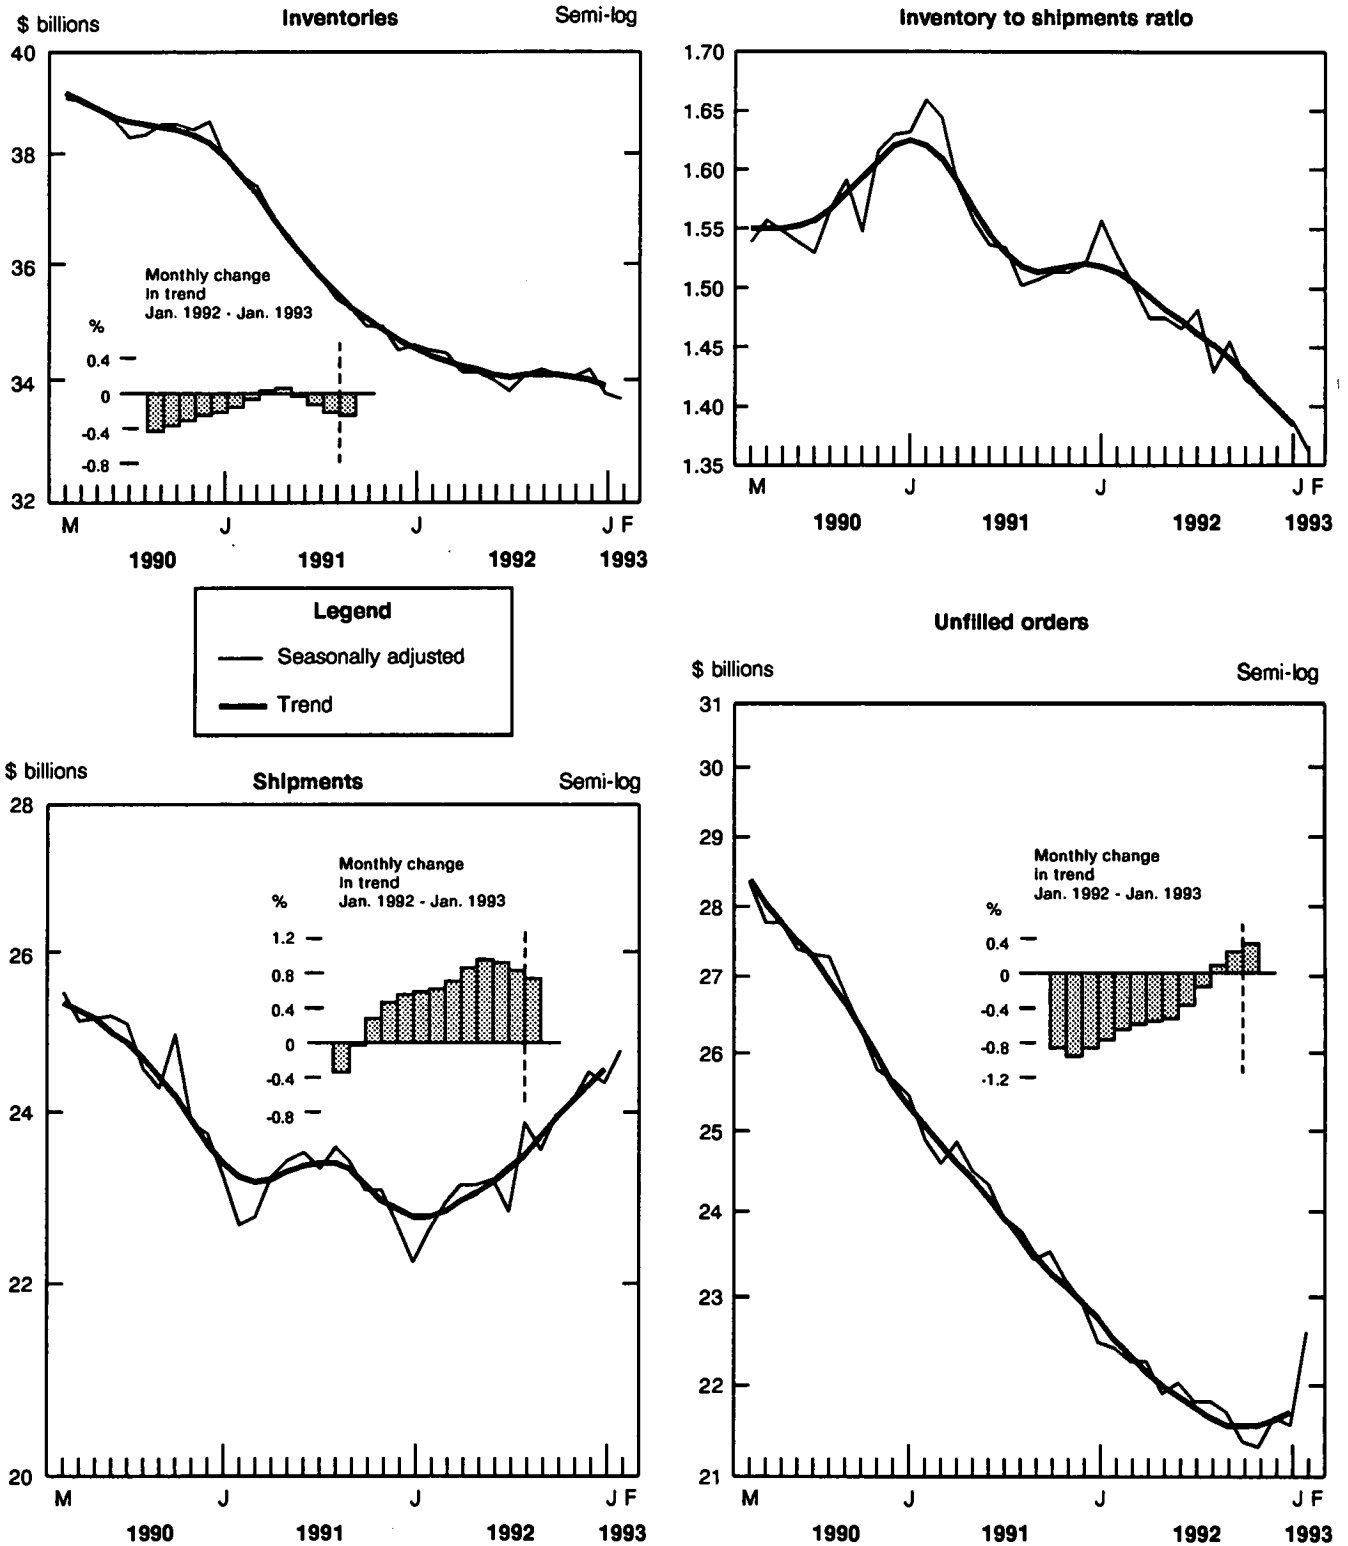 Inventories
$ billions
Semi-log
40
38
36
34
32
Monthly change
In trend
Jan. 1992 - Jan. 1993
%
0.4
0
-0.4
-0.8
M J J J F
1990 1991 1992 1993
Inventory to shipments ratio
1.70
1.65
1.60
1.55
1.50
1.45
1.40
1.35
M J J J F
1990 1991 1992 1993
Legend
Seasonally adjusted
Trend
Shipments
$ billions
Semi-log
28
26
24
22
20
Monthly change
In trend
Jan. 1992 - Jan. 1993
%
1.2
0.8
0.4
0
-0.4
-0.8
M J J J F
1990 1991 1992 1993
Unfilled orders
$ billions
Semi-log
31
30
29
28
27
26
25
24
23
22
21
Monthly change
in trend
Jan. 1992 - Jan. 1993
%
0.4
0
-0.4
-0.8
-1.2
M J J J F
1990 1991 1992 1993